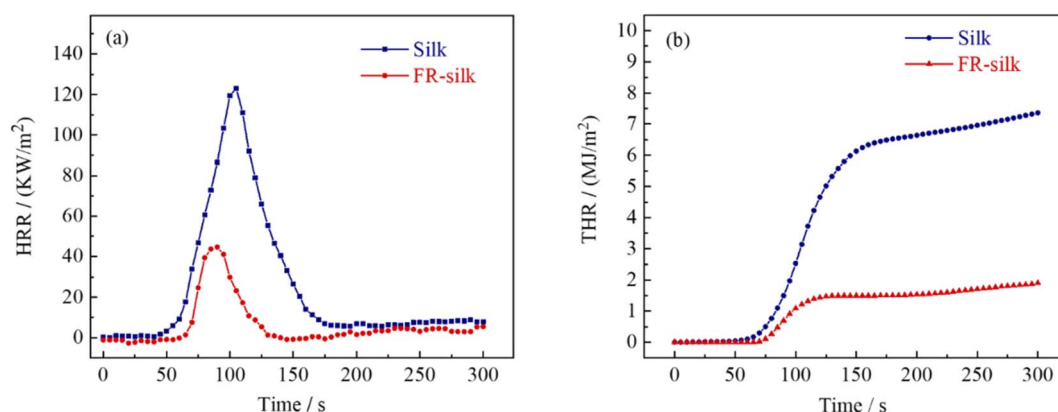 (a)
Silk
FR-silk
HRR / (KW/m²)
140
120
100
80
60
40
20
0
0 50 100 150 200 250 300
Time / s
(b)
Silk
FR-silk
THR / (MJ/m²)
10
9
8
7
6
5
4
3
2
1
0
0 50 100 150 200 250 300
Time / s